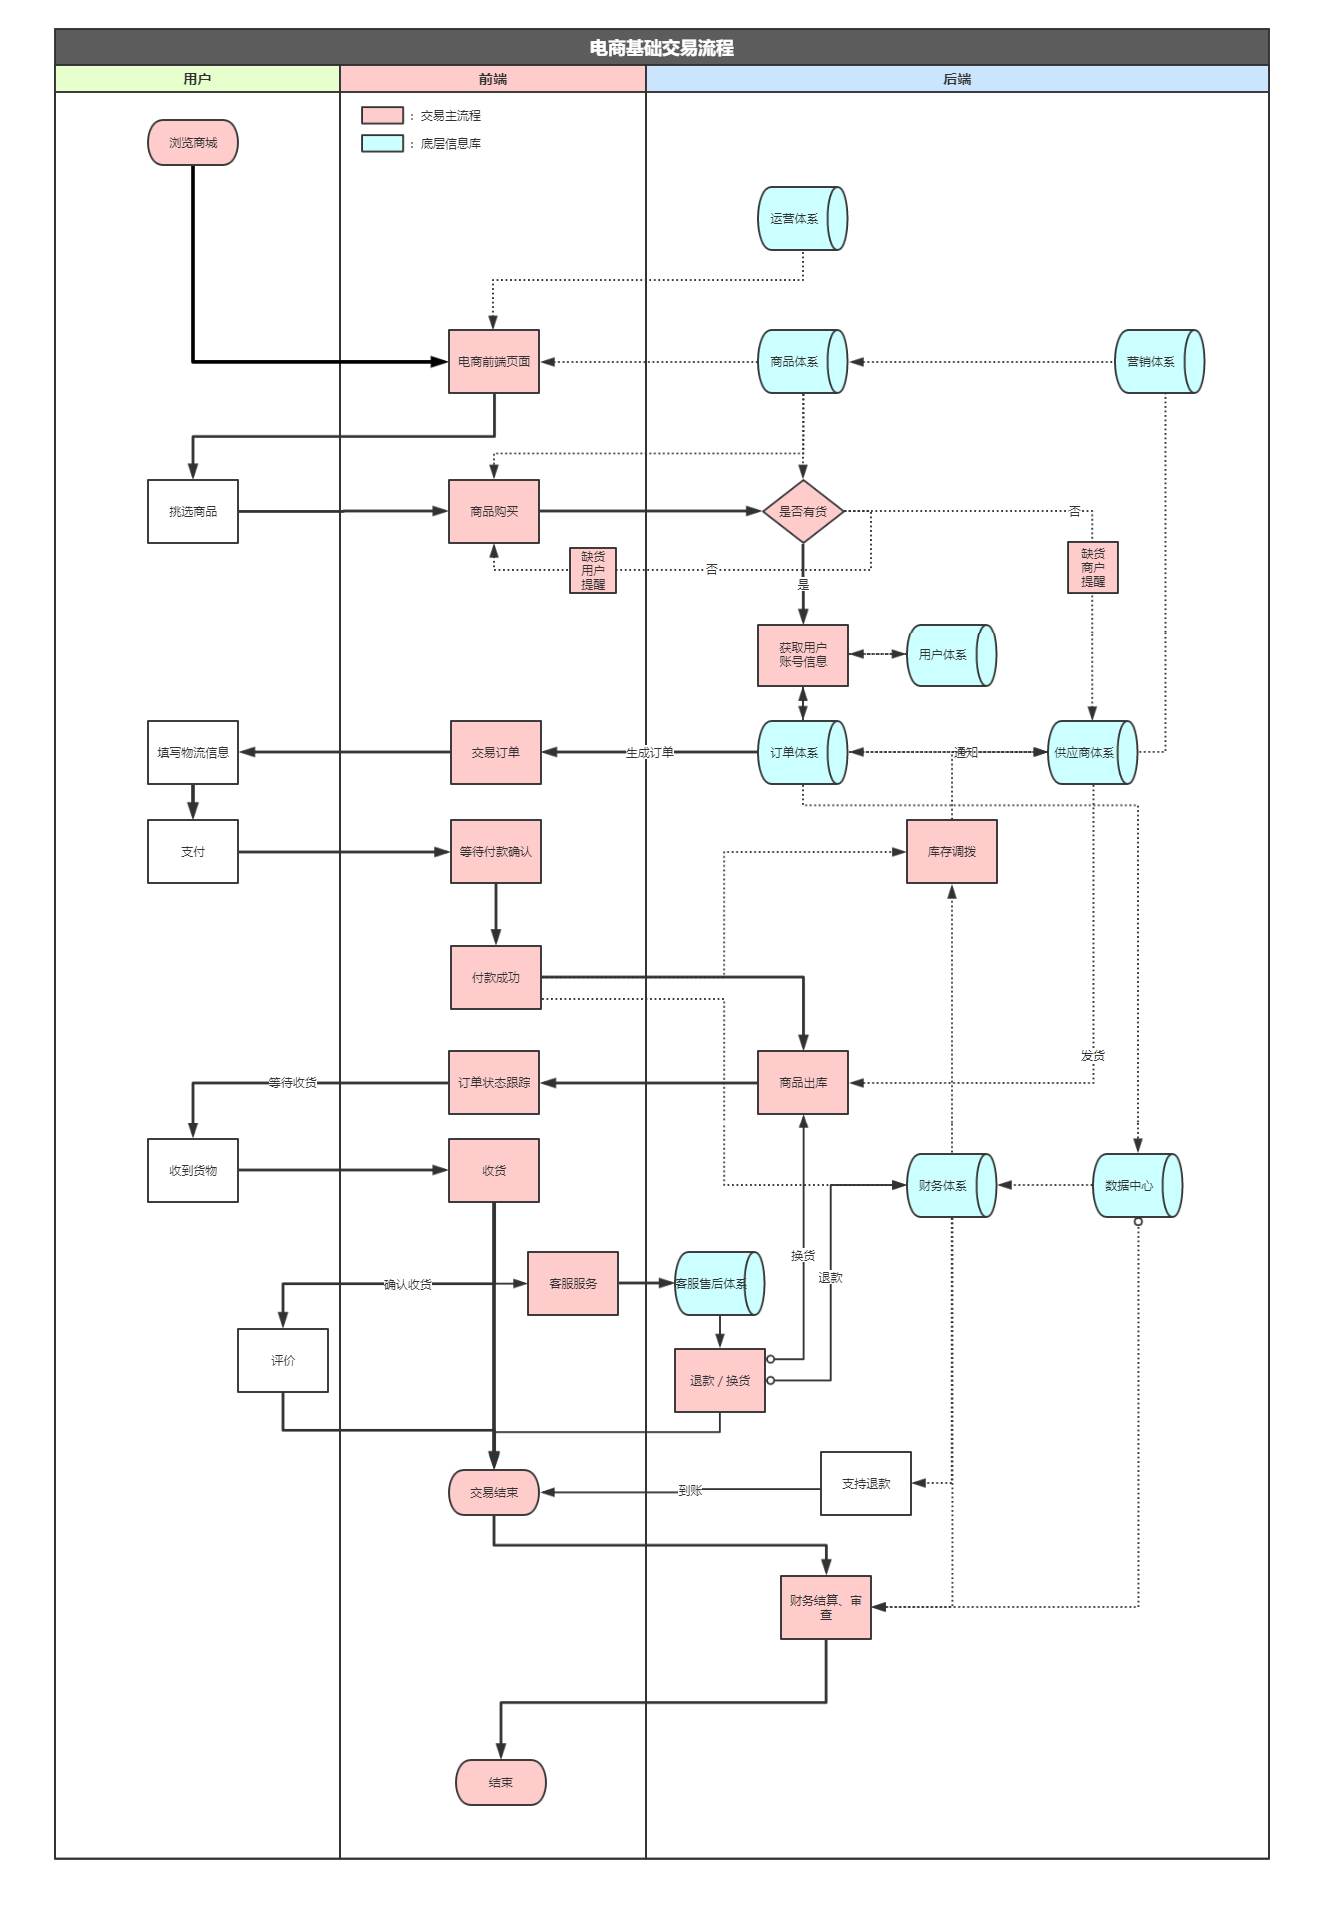 电商基础交易流程
用户
前端
后端
：交易主流程
：底层信息库
浏览商城
运营体系
电商前端页面
商品体系
营销体系
挑选商品
商品购买
是否有货
否
缺货
用户
提醒
否
是
缺货
商户
提醒
获取用户
账号信息
用户体系
填写物流信息
交易订单
生成订单
订单体系
通知
供应商体系
支付
等待付款确认
库存调拨
付款成功
发货
等待收货
订单状态跟踪
商品出库
收到货物
收货
财务体系
数据中心
换货
退款
确认收货
客服服务
客服售后体系
评价
退款 / 换货
支持退款
到账
交易结束
财务结算、审
查
结束